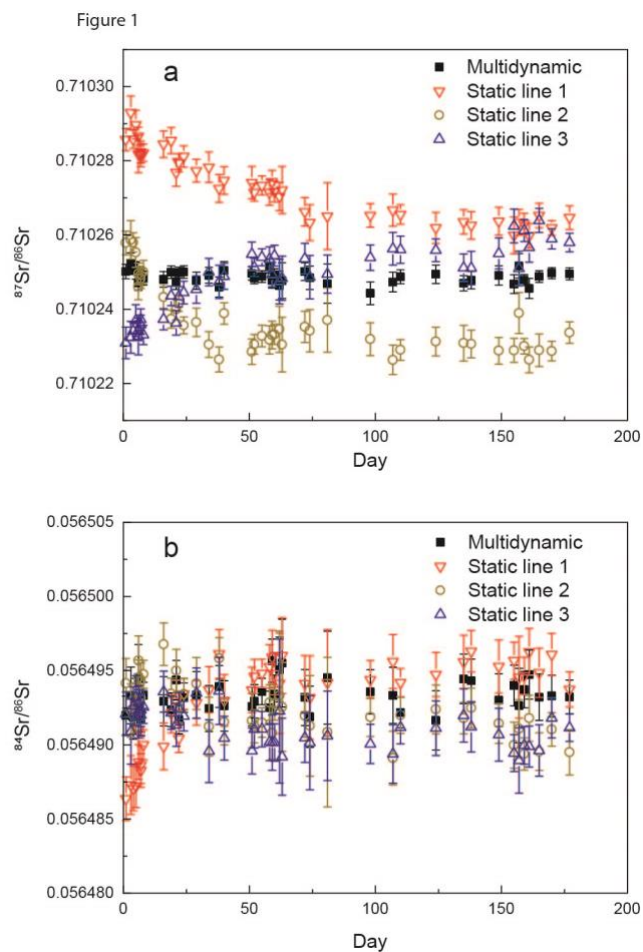 Figure 1
a
Multidynamic
Static line 1
Static line 2
Static line 3
0.71030
0.71028
0.71026
0.71024
0.71022
⁸⁷Sr/⁸⁶Sr
0 50 100 150 200
Day
b
Multidynamic
Static line 1
Static line 2
Static line 3
0.056505
0.056500
0.056495
0.056490
0.056485
0.056480
⁸⁴Sr/⁸⁶Sr
0 50 100 150 200
Day